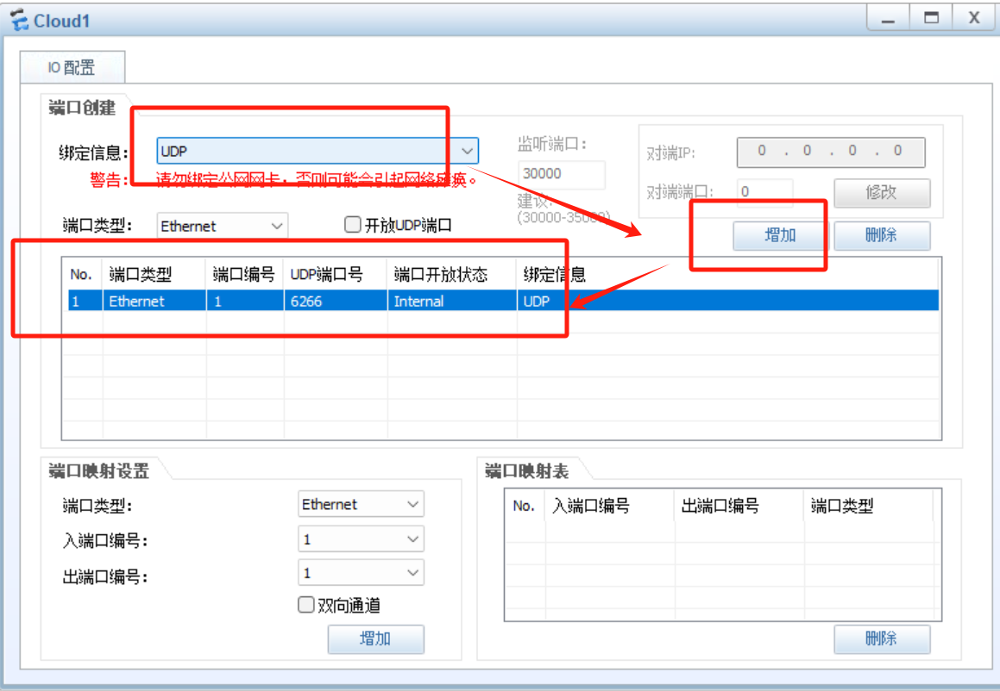 Cloud1
IO 配置
端口创建
绑定信息: UDP
警告: 请勿绑定公网网卡，否则可能会引起网络瘫痪。
监听端口:
30000
建议:
(30000-35000)
对端IP: 0 . 0 . 0 . 0
对端端口: 0 修改
端口类型: Ethernet 开放UDP端口
增加 删除
No. 端口类型 端口编号 UDP端口号 端口开放状态 绑定信息
1 Ethernet 1 6266 Internal UDP
端口映射设置
端口类型: Ethernet
入端口编号: 1
出端口编号: 1
双向通道
增加
端口映射表
No. 入端口编号 出端口编号 端口类型
删除